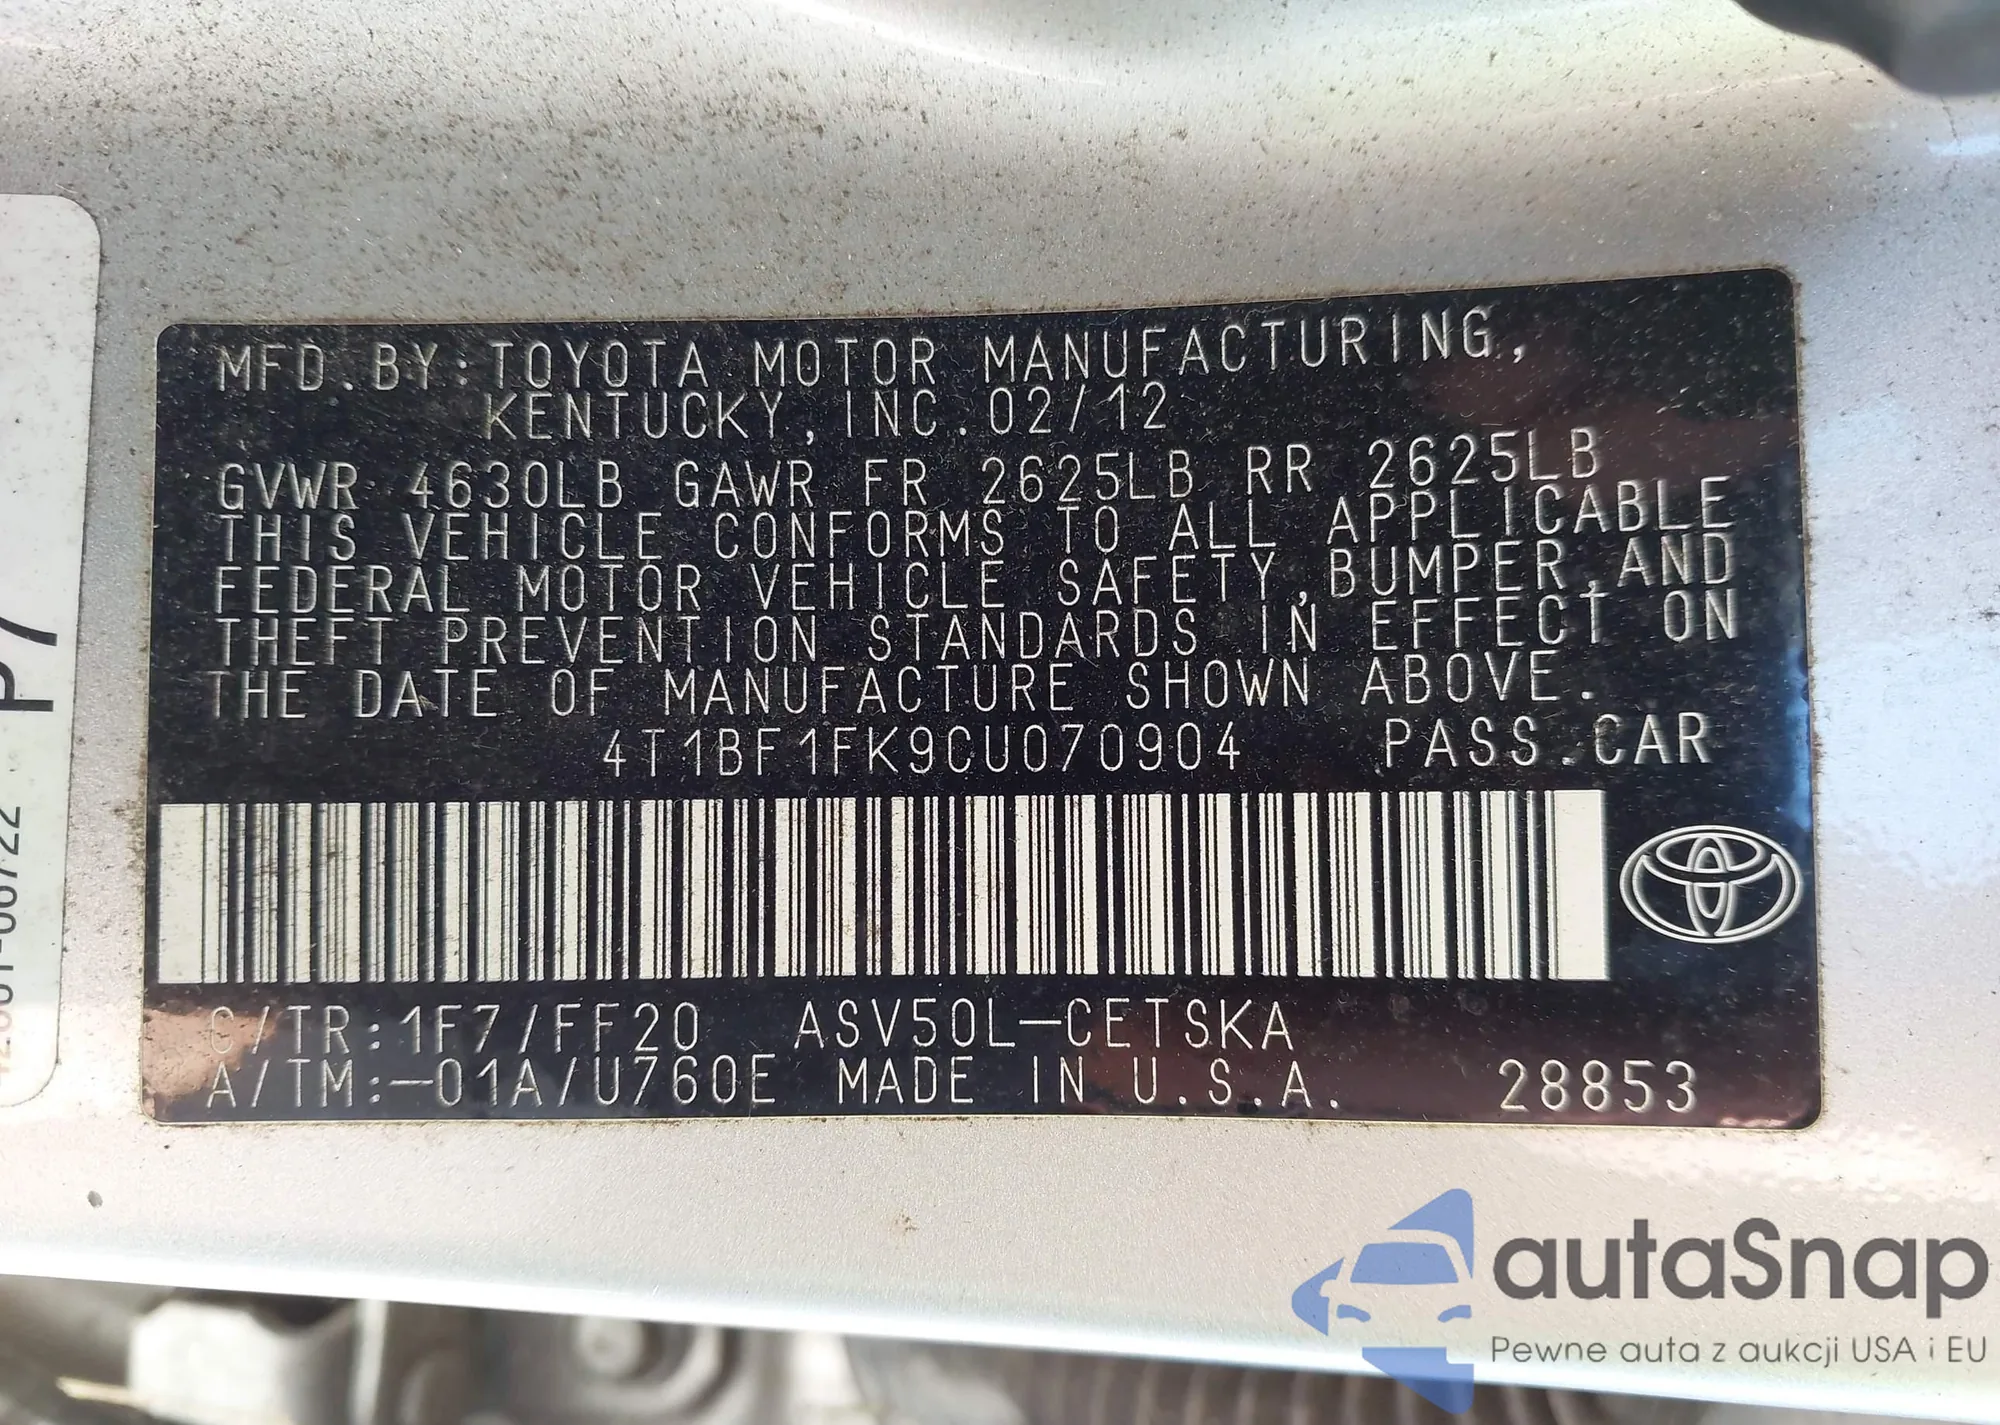 MFD.BY:TOYOTA MOTOR MANUFACTURING,
KENTUCKY,INC.02/12
GVWR 4630LB GAWR FR 2625LB RR 2625LB
THIS VEHICLE CONFORMS TO ALL APPLICABLE
FEDERAL MOTOR VEHICLE SAFETY,BUMPER,AND
THEFT PREVENTION STANDARDS IN EFFECT ON
THE DATE OF MANUFACTURE SHOWN ABOVE.
4T1BF1FK9CU070904 PASS.CAR
C/TR:1F7/FF20 ASV50L-CETSKA
A/TM:-01A/U760E MADE IN U.S.A. 28853
P7
autaSnap
Pewne auta z aukcji USA i EU